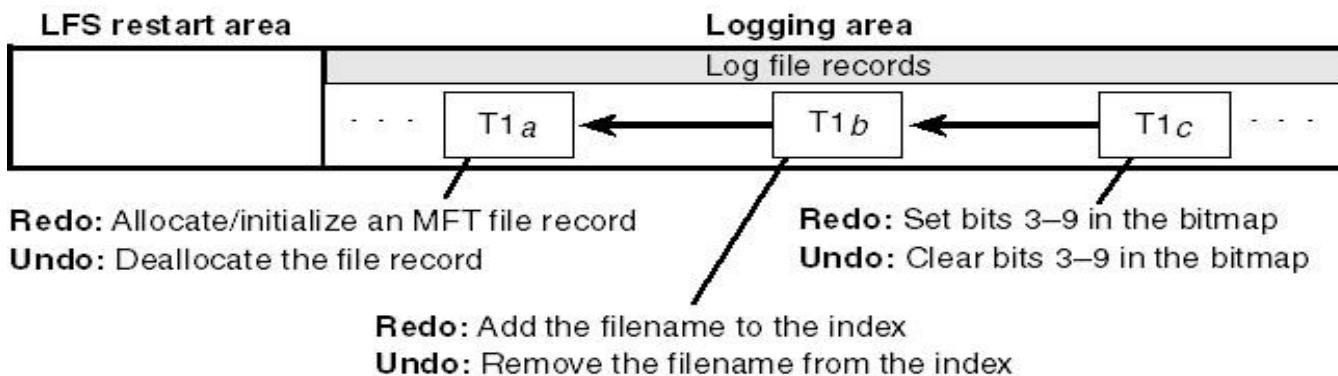 LFS restart area
Logging area
Log file records
. . . T1a T1b T1c . . .
Redo: Allocate/initialize an MFT file record
Undo: Deallocate the file record
Redo: Set bits 3–9 in the bitmap
Undo: Clear bits 3–9 in the bitmap
Redo: Add the filename to the index
Undo: Remove the filename from the index